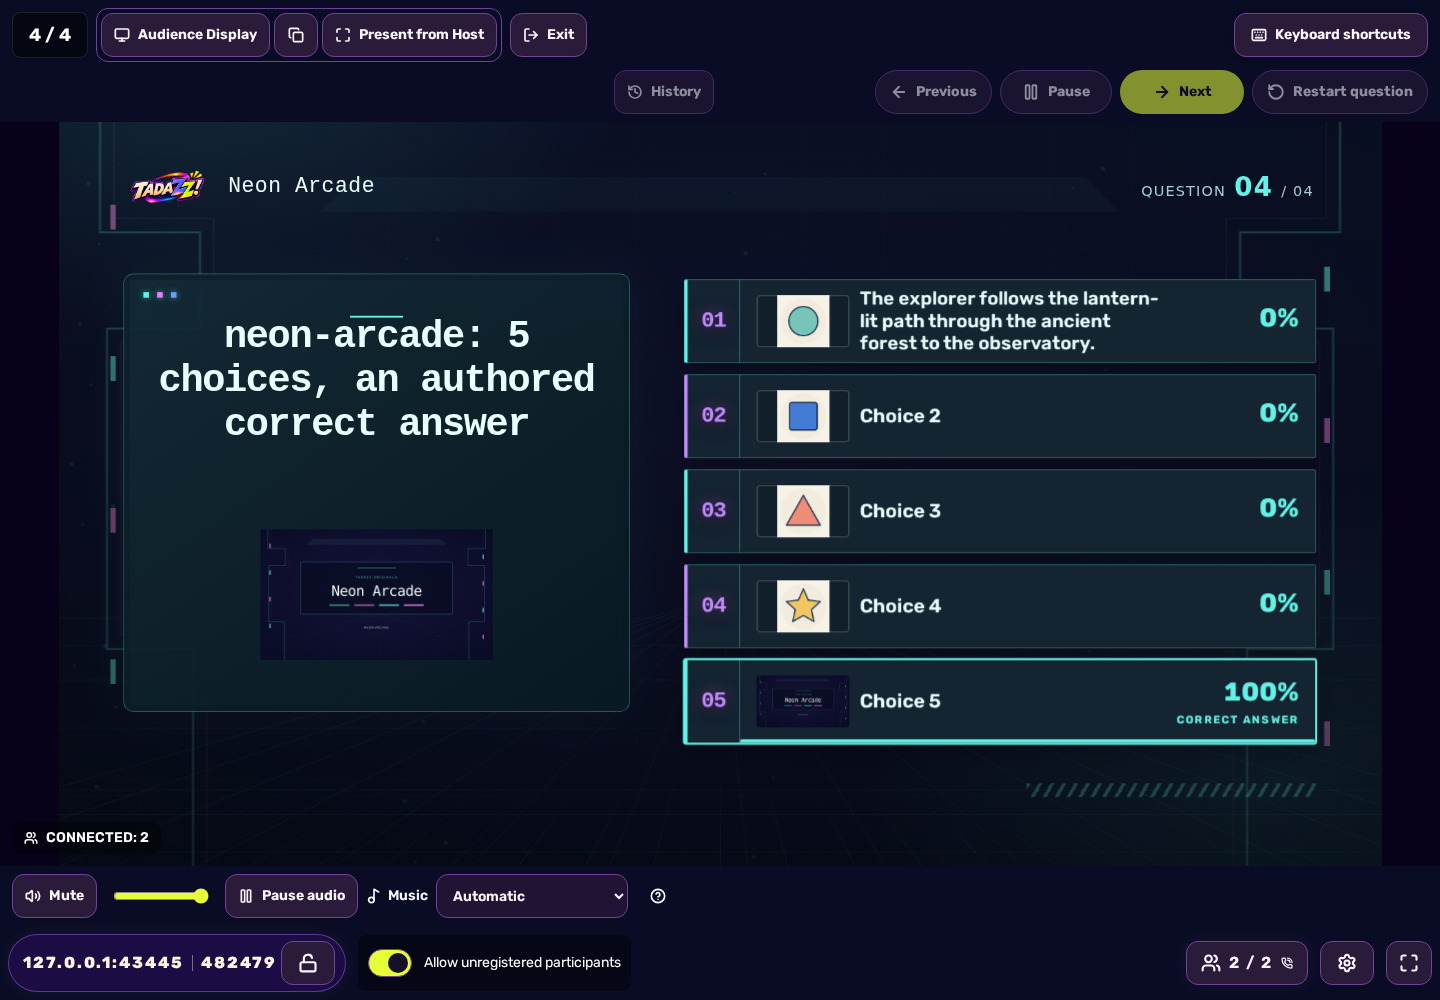 4 / 4
Audience Display
Present from Host
Exit
Keyboard shortcuts
History
Previous
Pause
Next
Restart question
TADAZZ!
Neon Arcade
QUESTION 04 / 04
neon-arcade: 5
choices, an authored
correct answer
Neon Arcade
01
The explorer follows the lantern-
lit path through the ancient
forest to the observatory.
0%
02
Choice 2
0%
03
Choice 3
0%
04
Choice 4
0%
05
Neon Arcade
Choice 5
100%
CORRECT ANSWER
CONNECTED: 2
Mute
Pause audio
Music
Automatic
127.0.0.1:43445
482479
Allow unregistered participants
2 / 2